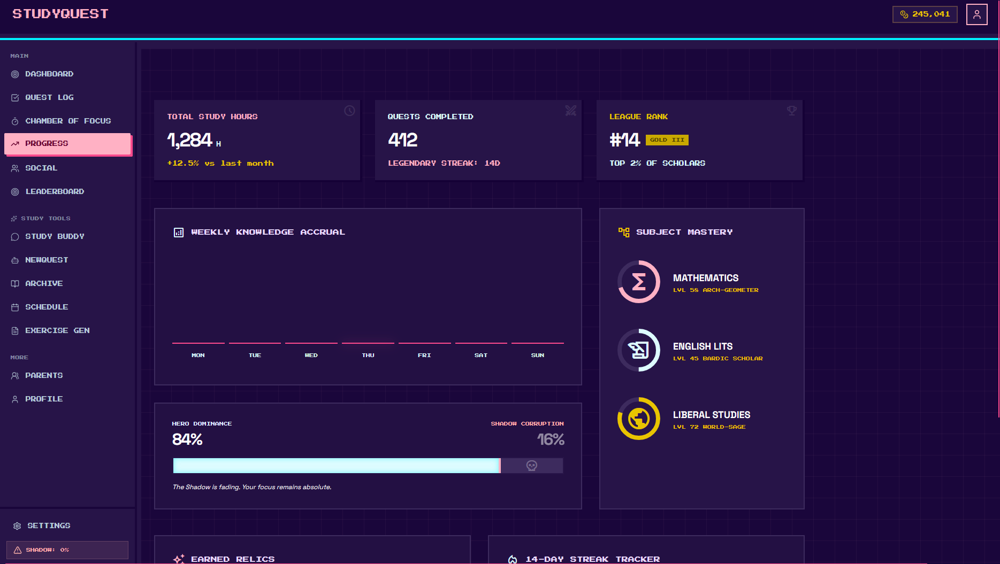 STUDYQUEST
245,041
MAIN
DASHBOARD
QUEST LOG
CHAMBER OF FOCUS
PROGRESS
SOCIAL
LEADERBOARD
STUDY TOOLS
STUDY BUDDY
NEWQUEST
ARCHIVE
SCHEDULE
EXERCISE GEN
MORE
PARENTS
PROFILE
SETTINGS
SHADOW: 0%
TOTAL STUDY HOURS
1,284 H
+12.5% vs last month
QUESTS COMPLETED
412
LEGENDARY STREAK: 14D
LEAGUE RANK
#14 GOLD III
TOP 2% OF SCHOLARS
WEEKLY KNOWLEDGE ACCRUAL
MON TUE WED THU FRI SAT SUN
SUBJECT MASTERY
MATHEMATICS
LVL 58 ARCH-GEOMETER
ENGLISH LITS
LVL 45 BARDIC SCHOLAR
LIBERAL STUDIES
LVL 72 WORLD-SAGE
HERO DOMINANCE
84%
SHADOW CORRUPTION
16%
The Shadow is fading. Your focus remains absolute.
EARNED RELICS
14-DAY STREAK TRACKER